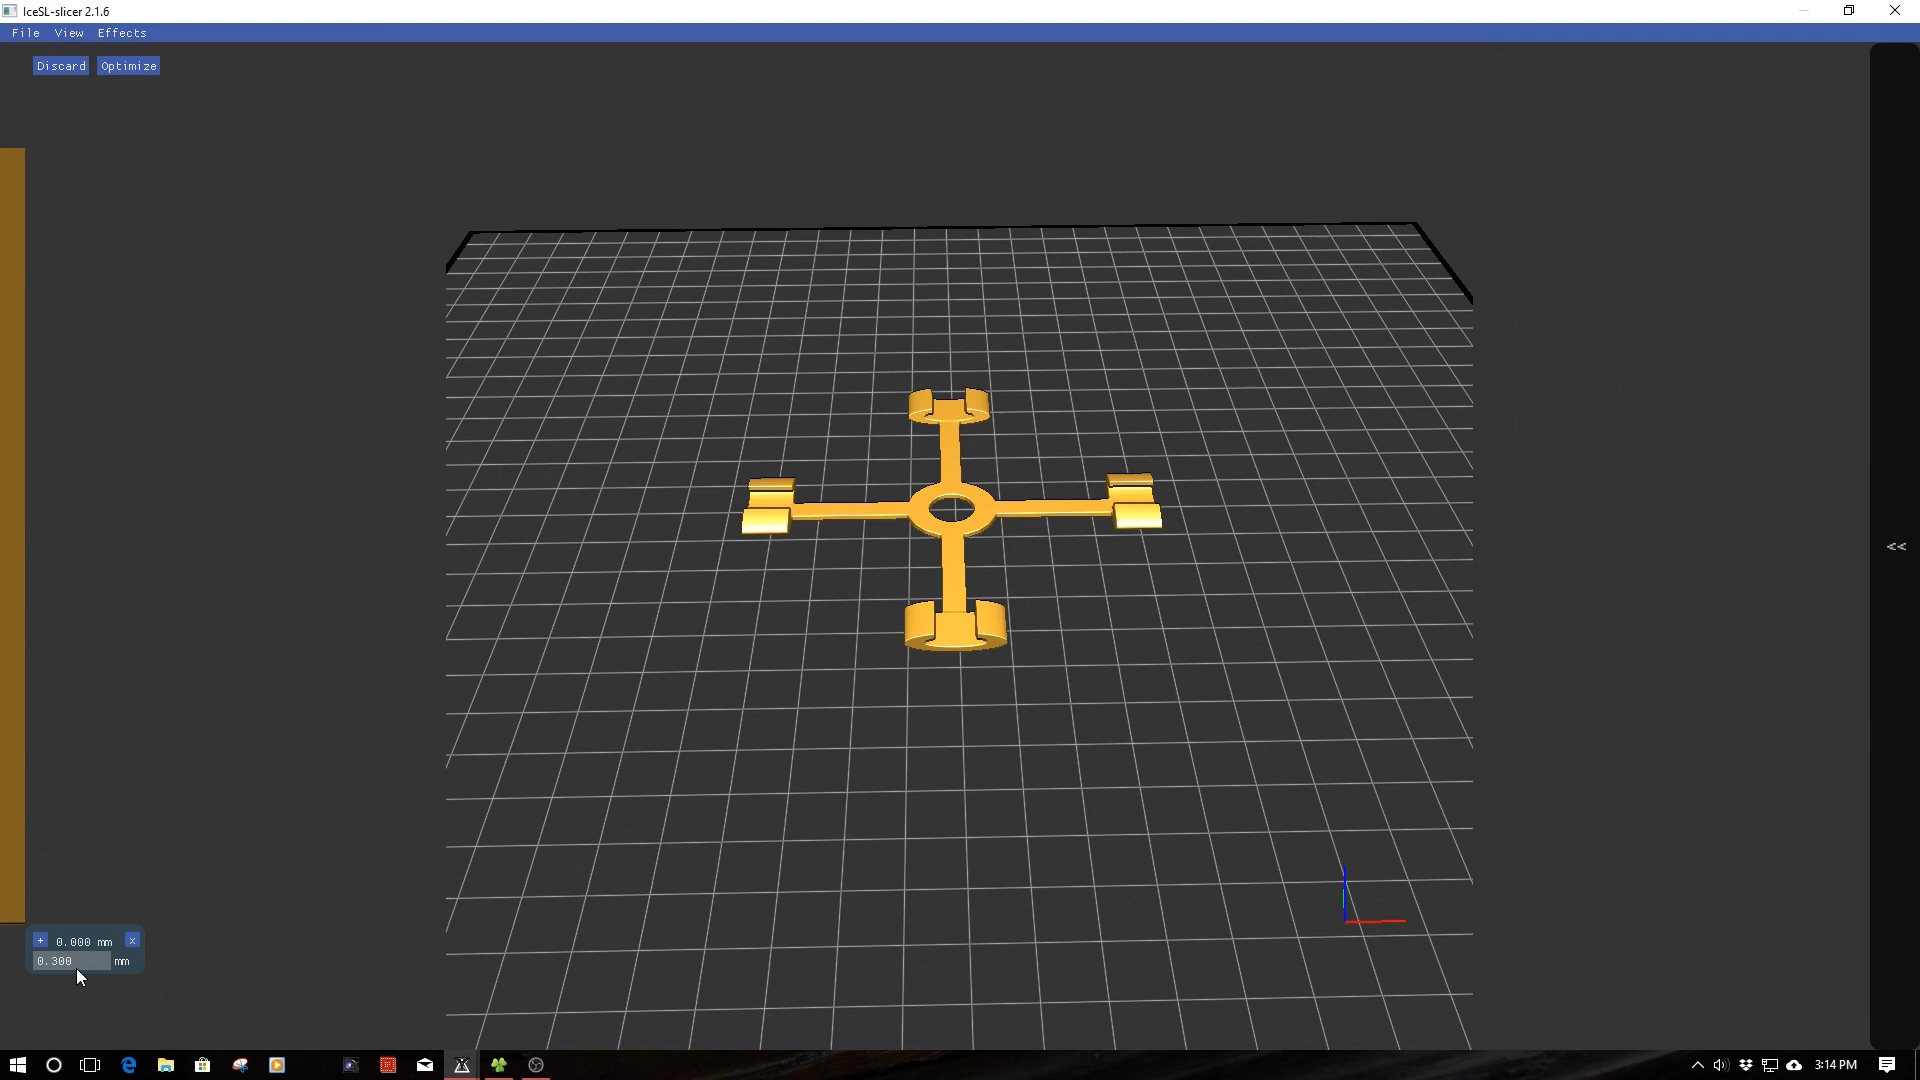 IceSL-slicer 2.1.6
File View Effects
Discard Optimize
<<
+ 0.000 mm x
0.300 mm
3:14 PM